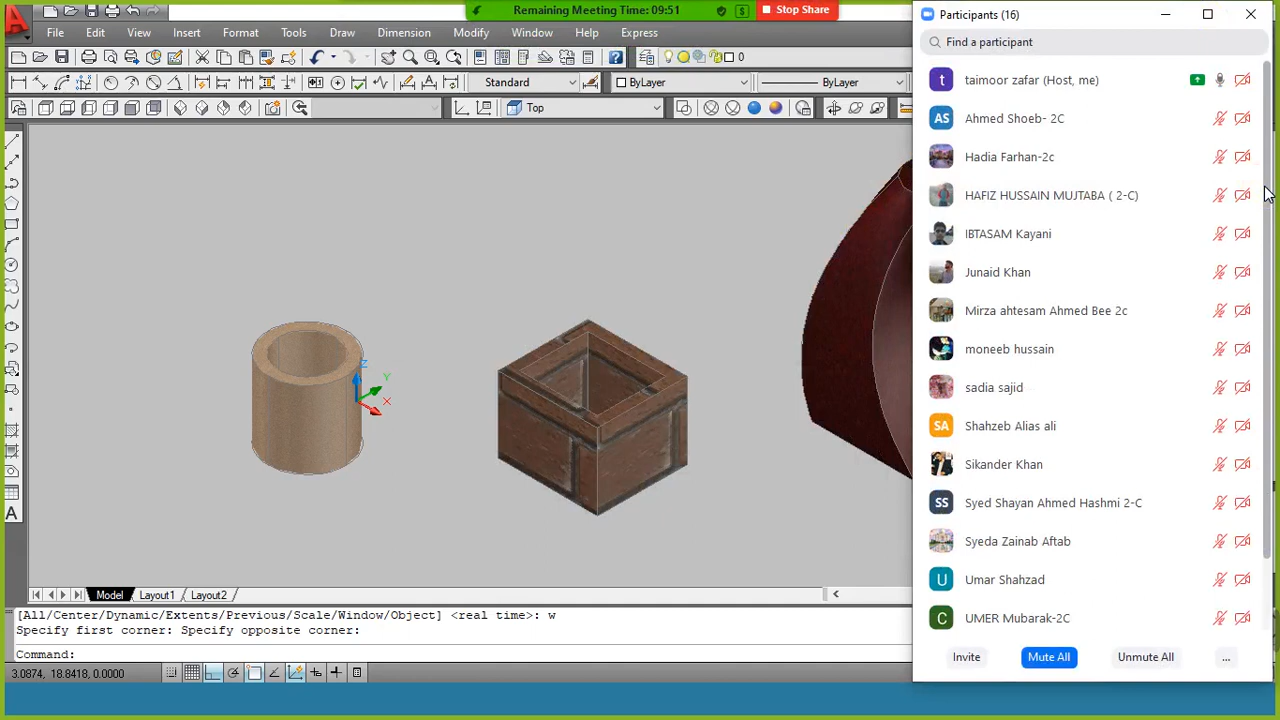 Remaining Meeting Time: 09:51
Stop Share
File Edit View Insert Format Tools Draw Dimension Modify Window Help Express
0
Standard
ByLayer
ByLayer
Top
Z
Y
X
Model Layout1 Layout2
[All/Center/Dynamic/Extents/Previous/Scale/Window/Object] <real time>: w
Specify first corner: Specify opposite corner:
Command:
3.0874, 18.8418, 0.0000
Participants (16)
Find a participant
t taimoor zafar (Host, me)
AS Ahmed Shoeb- 2C
Hadia Farhan-2c
HAFIZ HUSSAIN MUJTABA ( 2-C)
IBTASAM Kayani
Junaid Khan
Mirza ahtesam Ahmed Bee 2c
moneeb hussain
sadia sajid
SA Shahzeb Alias ali
Sikander Khan
SS Syed Shayan Ahmed Hashmi 2-C
Syeda Zainab Aftab
U Umar Shahzad
C UMER Mubarak-2C
Invite Mute All Unmute All ...